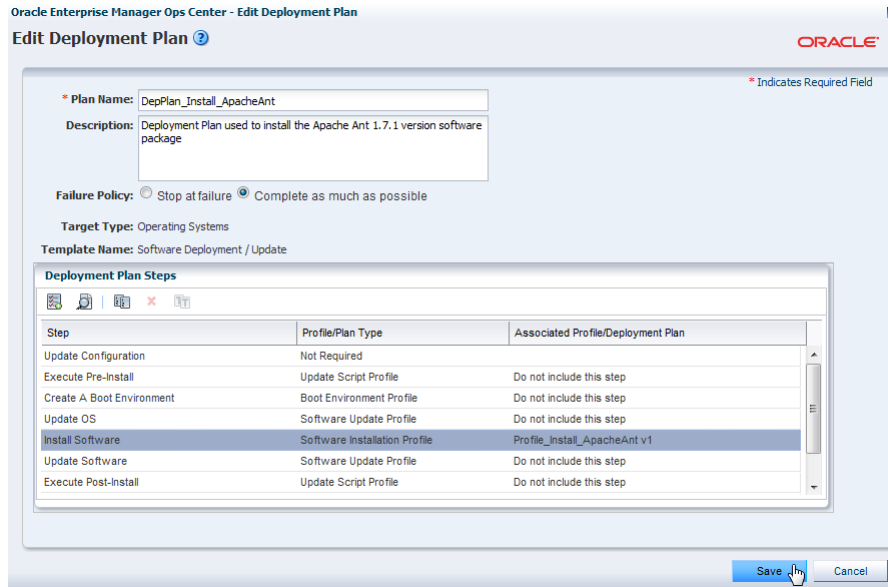 Oracle Enterprise Manager Ops Center - Edit Deployment Plan
Edit Deployment Plan ?
ORACLE
* Indicates Required Field
* Plan Name: DepPlan_Install_ApacheAnt
Description: Deployment Plan used to install the Apache Ant 1.7.1 version software
package
Failure Policy: Stop at failure Complete as much as possible
Target Type: Operating Systems
Template Name: Software Deployment / Update
Deployment Plan Steps
Step Profile/Plan Type Associated Profile/Deployment Plan
Update Configuration Not Required
Execute Pre-Install Update Script Profile Do not include this step
Create A Boot Environment Boot Environment Profile Do not include this step
Update OS Software Update Profile Do not include this step
Install Software Software Installation Profile Profile_Install_ApacheAnt v1
Update Software Software Update Profile Do not include this step
Execute Post-Install Update Script Profile Do not include this step
Save Cancel